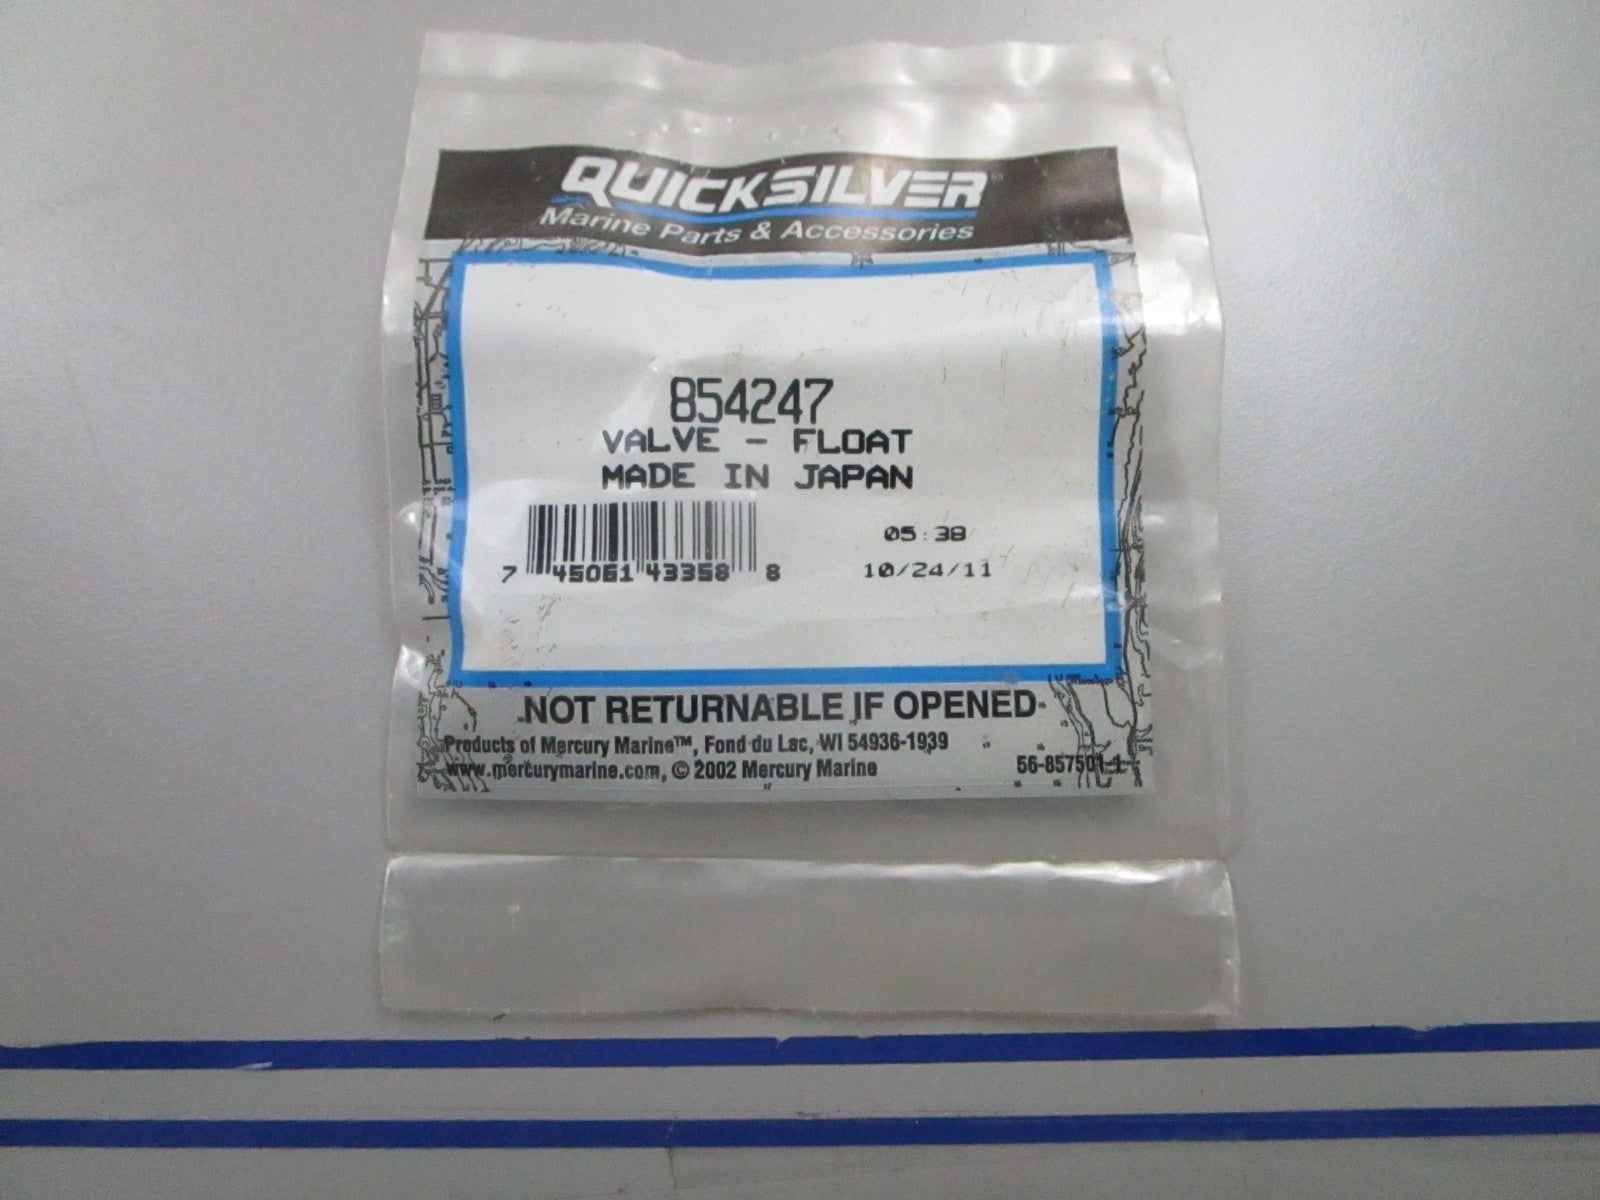 QUICKSILVER
Marine Parts & Accessories
854247
VALVE - FLOAT
MADE IN JAPAN
05:38
7 45061 43358 8
10/24/11
NOT RETURNABLE IF OPENED
Products of Mercury Marine™, Fond du Lac, WI 54936-1939
www.mercurymarine.com, © 2002 Mercury Marine
56-857501-1